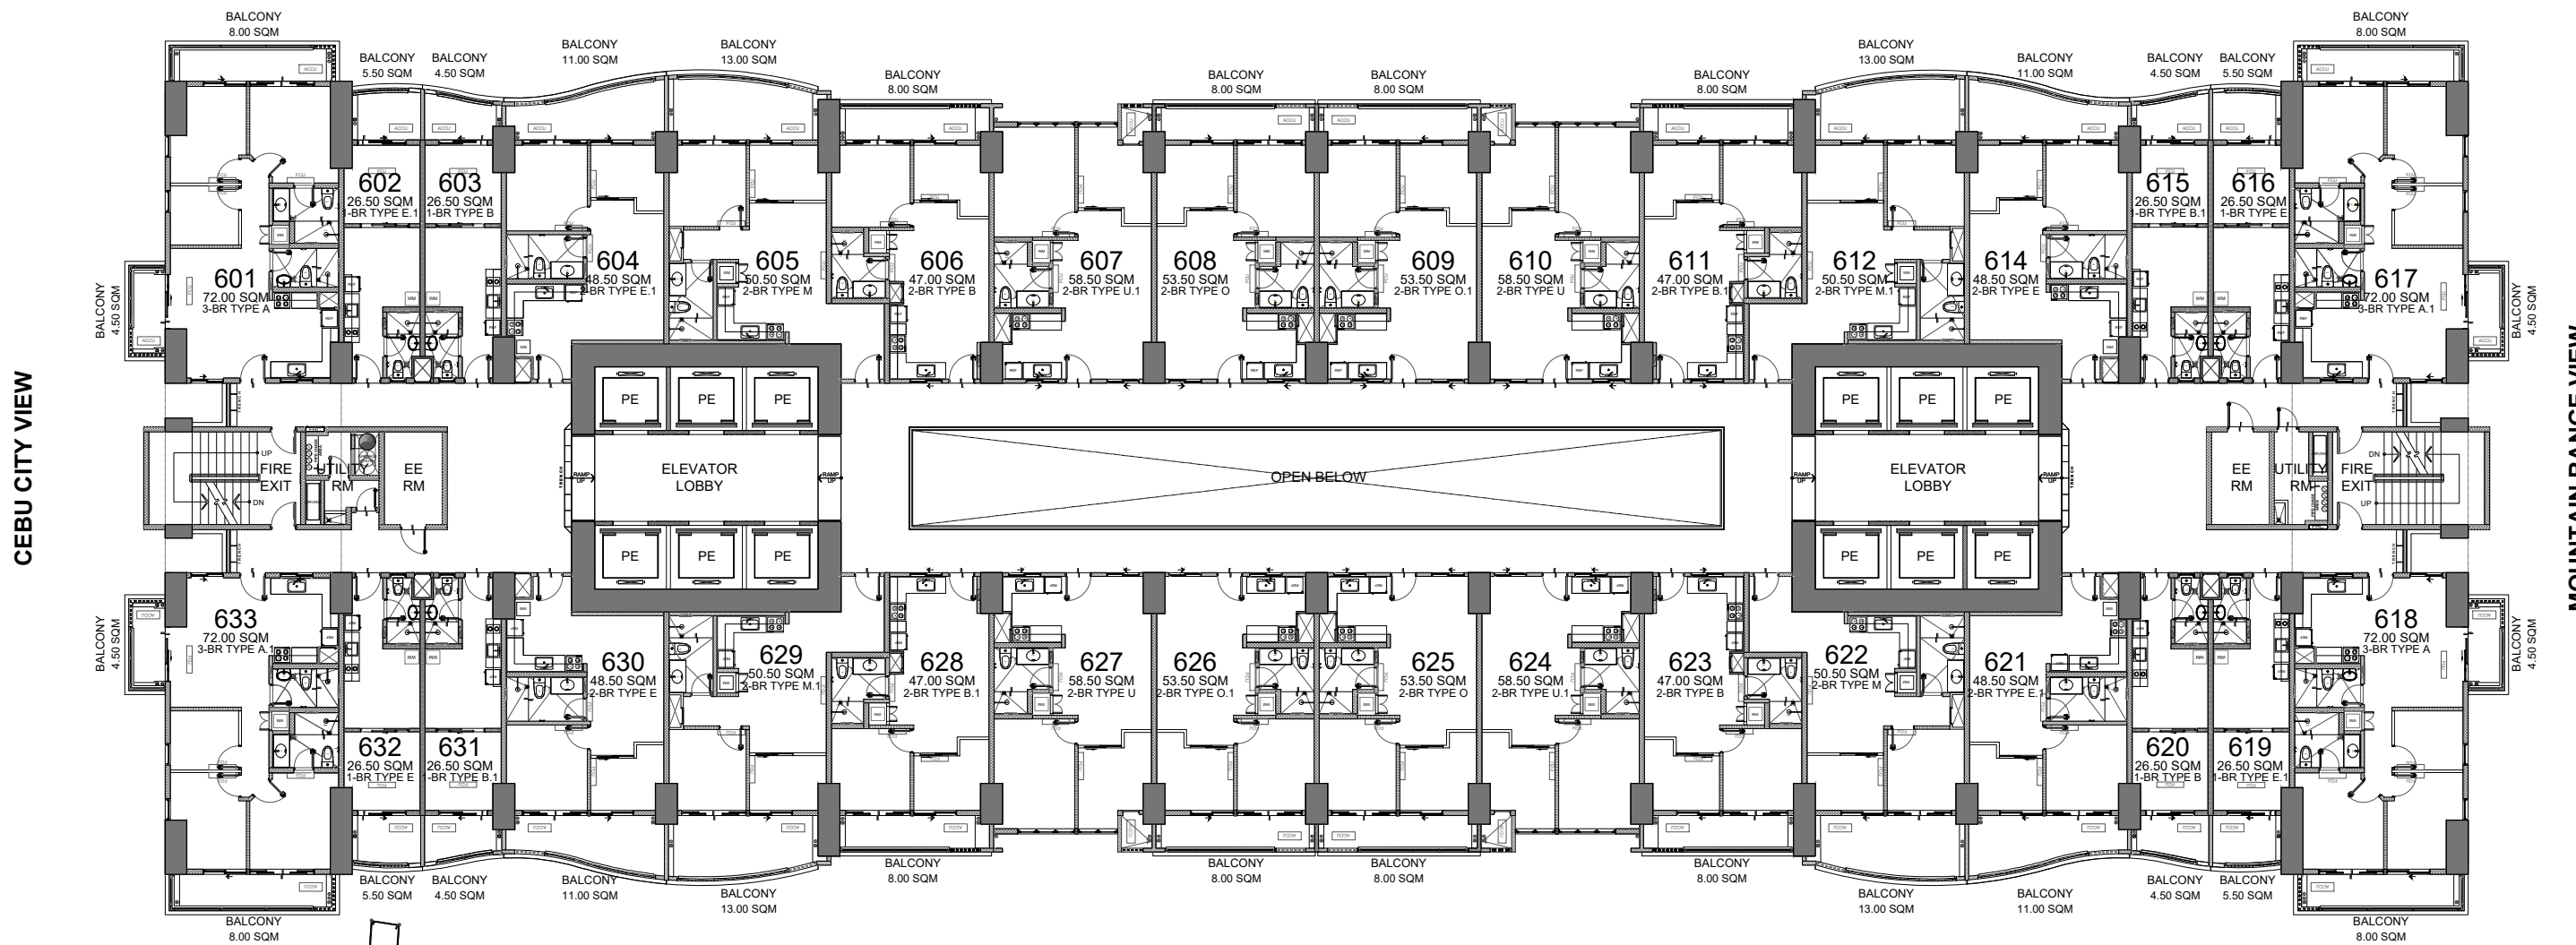 BALCONY
8.00 SQM
BALCONY
5.50 SQM
BALCONY
4.50 SQM
BALCONY
11.00 SQM
BALCONY
13.00 SQM
BALCONY
8.00 SQM
BALCONY
8.00 SQM
BALCONY
8.00 SQM
BALCONY
8.00 SQM
BALCONY
13.00 SQM
BALCONY
11.00 SQM
BALCONY
4.50 SQM
BALCONY
5.50 SQM
BALCONY
8.00 SQM
601
72.00 SQM
3-BR TYPE A
602
26.50 SQM
1-BR TYPE E.1
603
26.50 SQM
1-BR TYPE B
604
48.50 SQM
2-BR TYPE E.1
605
50.50 SQM
2-BR TYPE M
606
47.00 SQM
2-BR TYPE B
607
58.50 SQM
2-BR TYPE U.1
608
53.50 SQM
2-BR TYPE O
609
53.50 SQM
2-BR TYPE O.1
610
58.50 SQM
2-BR TYPE U
611
47.00 SQM
2-BR TYPE B.1
612
50.50 SQM
2-BR TYPE M.1
614
48.50 SQM
2-BR TYPE E
615
26.50 SQM
1-BR TYPE B.1
616
26.50 SQM
1-BR TYPE E
617
72.00 SQM
3-BR TYPE A.1
BALCONY
4.50 SQM
BALCONY
4.50 SQM
CEBU CITY VIEW
MOUNTAIN RANGE VIEW
PE
PE
PE
PE
PE
PE
UP
FIRE
EXIT
DN
UTILITY
RM
EE
RM
TRENCH
RAMP
UP
ELEVATOR
LOBBY
RAMP
UP
OPEN BELOW
RAMP
UP
ELEVATOR
LOBBY
RAMP
UP
TRENCH
EE
RM
UTILITY
RM
FIRE
EXIT
DN
UP
PE
PE
PE
PE
PE
PE
633
72.00 SQM
3-BR TYPE A.1
632
26.50 SQM
1-BR TYPE E
631
26.50 SQM
1-BR TYPE B.1
630
48.50 SQM
2-BR TYPE E
629
50.50 SQM
2-BR TYPE M.1
628
47.00 SQM
2-BR TYPE B.1
627
58.50 SQM
2-BR TYPE U
626
53.50 SQM
2-BR TYPE O.1
625
53.50 SQM
2-BR TYPE O
624
58.50 SQM
2-BR TYPE U.1
623
47.00 SQM
2-BR TYPE B
622
50.50 SQM
2-BR TYPE M
621
48.50 SQM
2-BR TYPE E.1
620
26.50 SQM
1-BR TYPE B
619
26.50 SQM
1-BR TYPE E.1
618
72.00 SQM
3-BR TYPE A
BALCONY
4.50 SQM
BALCONY
4.50 SQM
BALCONY
8.00 SQM
BALCONY
5.50 SQM
BALCONY
4.50 SQM
BALCONY
11.00 SQM
BALCONY
13.00 SQM
BALCONY
8.00 SQM
BALCONY
8.00 SQM
BALCONY
8.00 SQM
BALCONY
8.00 SQM
BALCONY
13.00 SQM
BALCONY
11.00 SQM
BALCONY
4.50 SQM
BALCONY
5.50 SQM
BALCONY
8.00 SQM